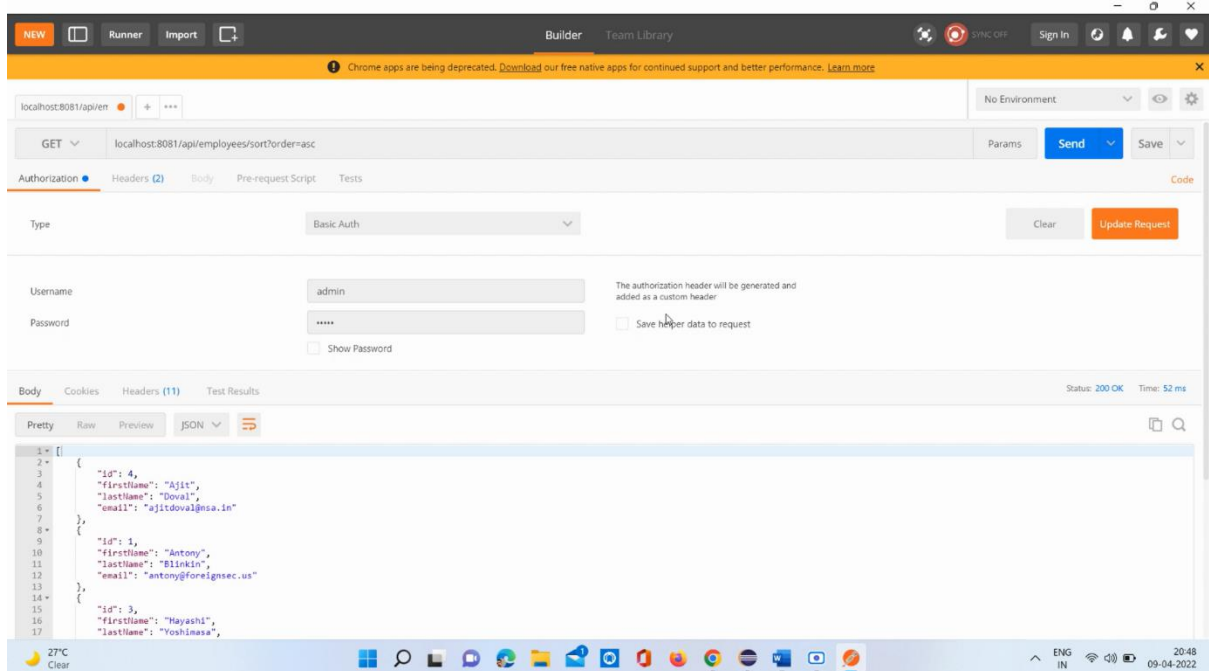 NEW Runner Import Builder Team Library SYNC OFF Sign In
Chrome apps are being deprecated. Download our free native apps for continued support and better performance. Learn more
localhost:8081/api/em + ••• No Environment
GET localhost:8081/api/employees/sort?order=asc Params Send Save
Authorization Headers (2) Body Pre-request Script Tests Code
Type Basic Auth Clear Update Request
Username admin The authorization header will be generated and
added as a custom header
Password ••••• Save helper data to request
Show Password
Body Cookies Headers (11) Test Results Status: 200 OK Time: 52 ms
Pretty Raw Preview JSON
1 [
2 {
3 "id": 4,
4 "firstName": "Ajit",
5 "lastName": "Doval",
6 "email": "ajitdoval@nsa.in"
7 },
8 {
9 "id": 1,
10 "firstName": "Antony",
11 "lastName": "Blinkin",
12 "email": "antony@foreignsec.us"
13 },
14 {
15 "id": 3,
16 "firstName": "Hayashi",
17 "lastName": "Yoshimasa",
27°C
Clear
ENG 20:48
IN 09-04-2022